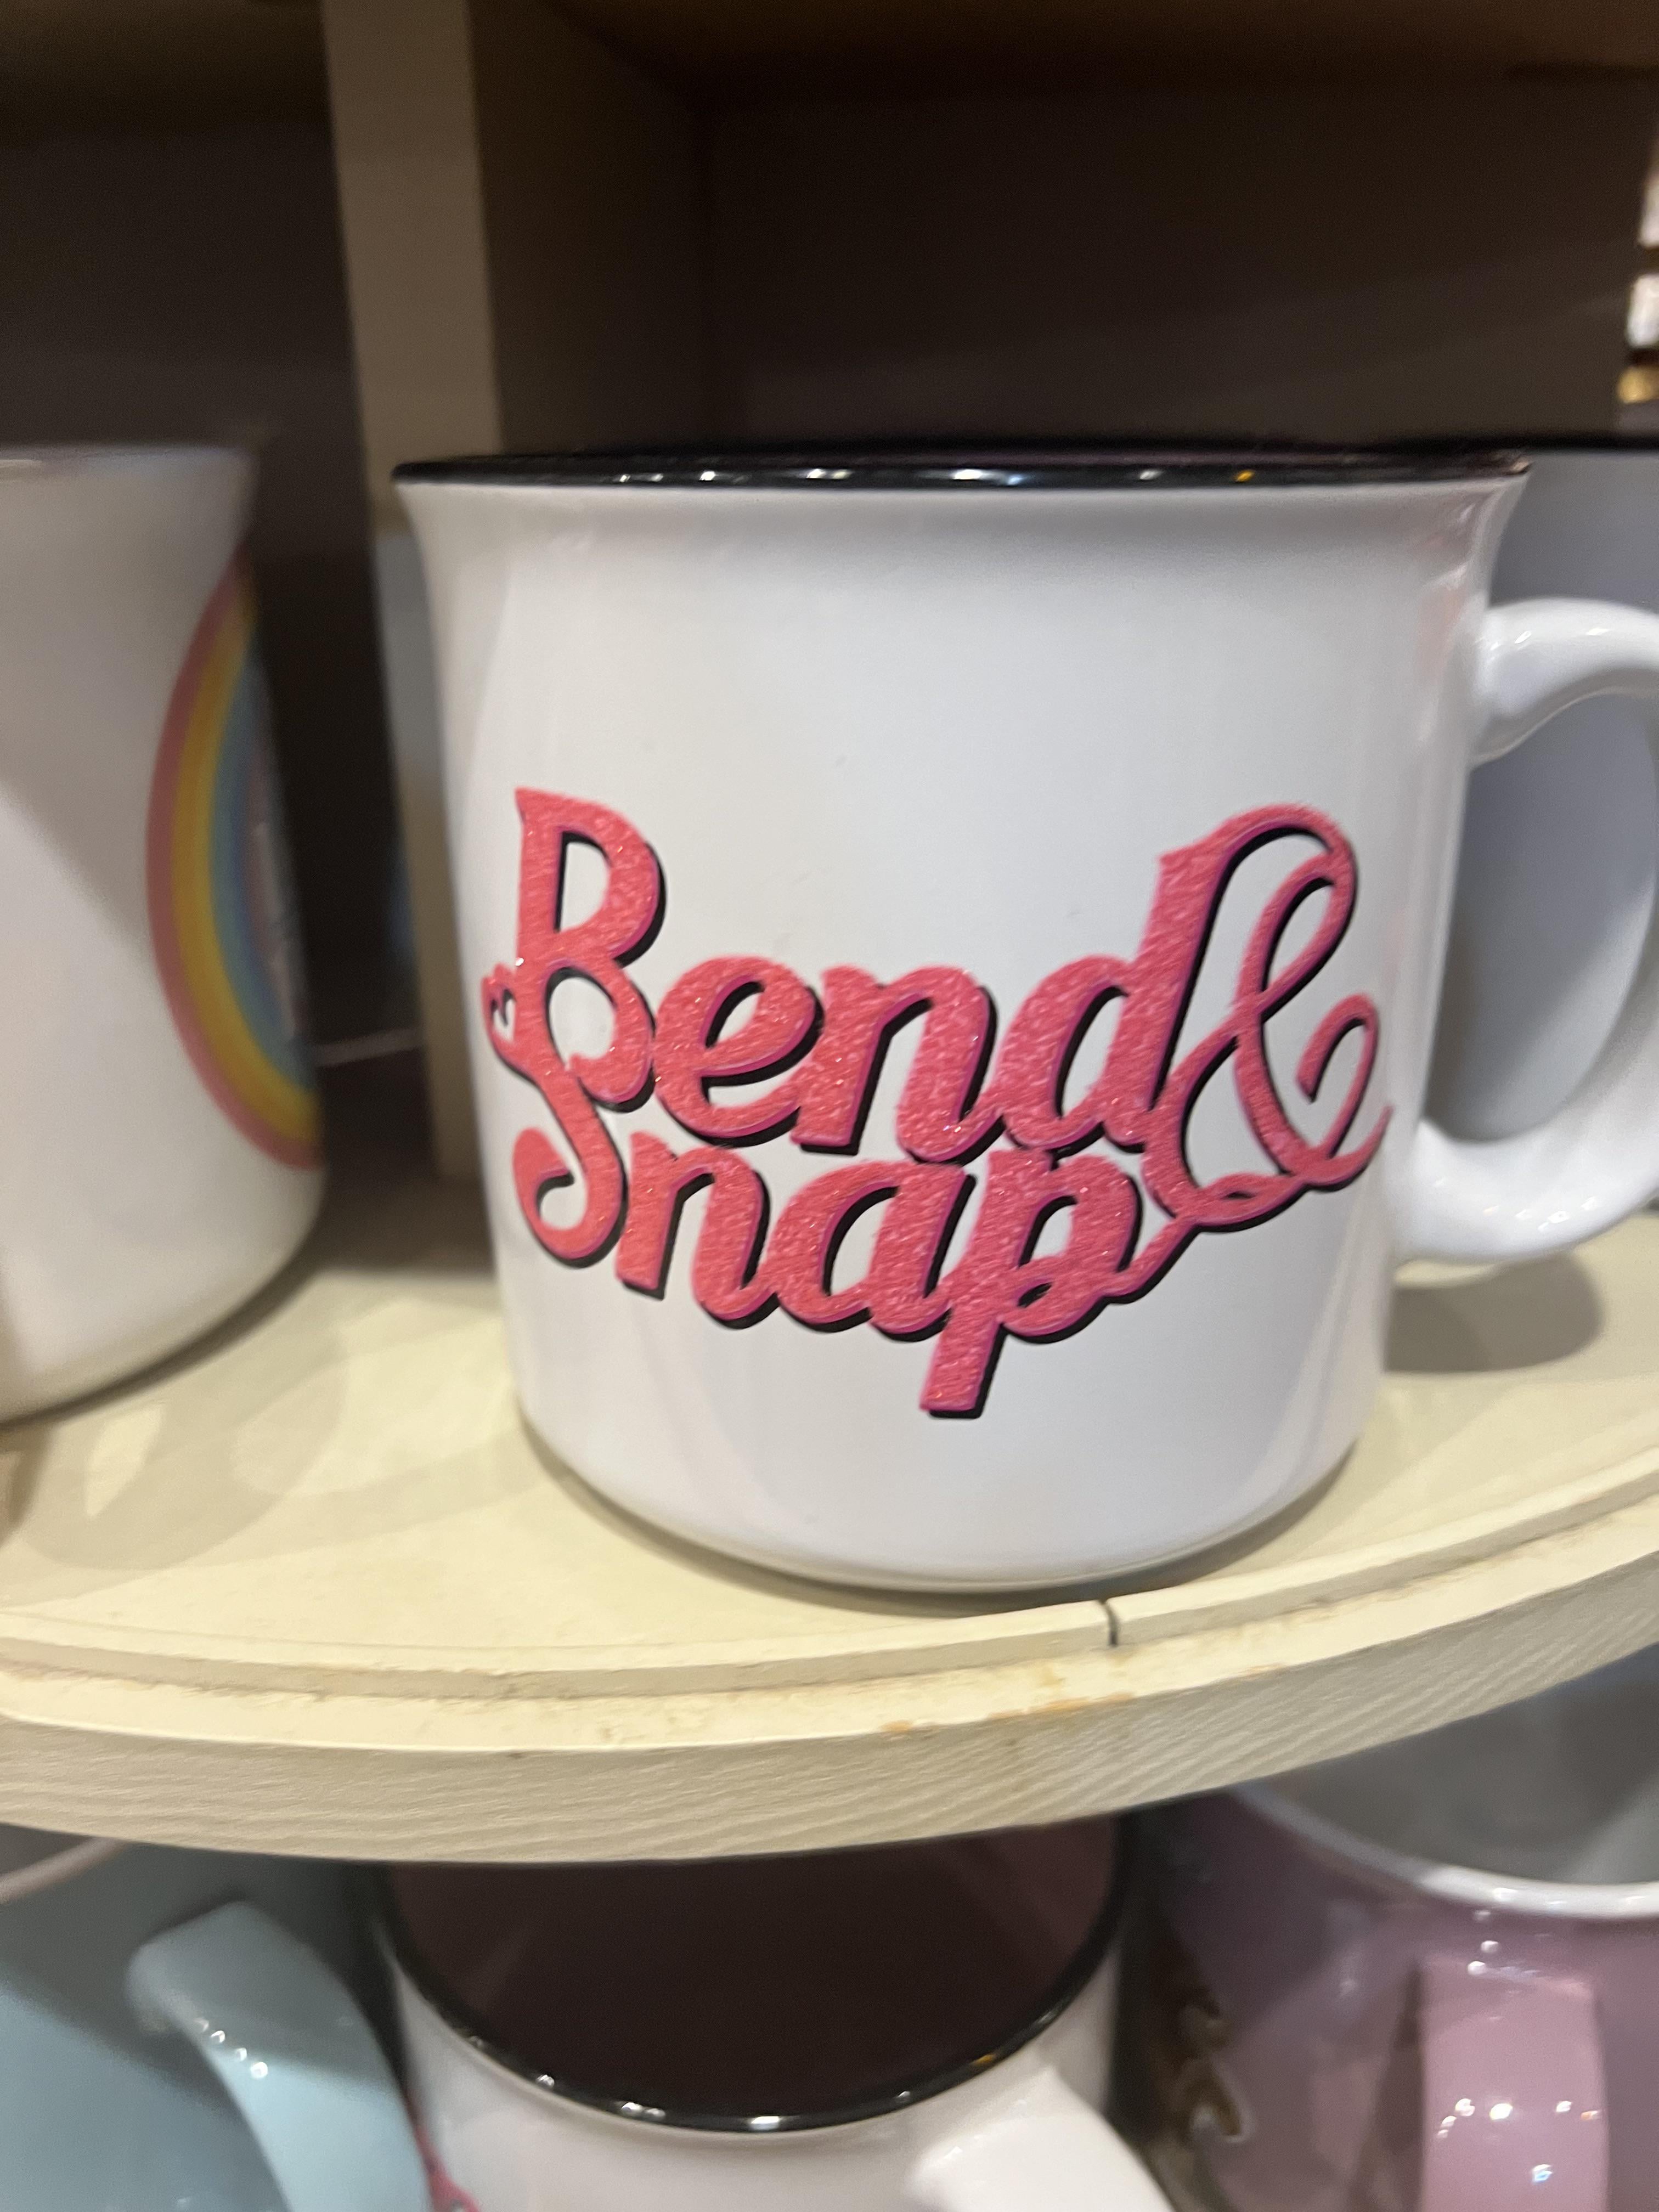 Bend &
Snap